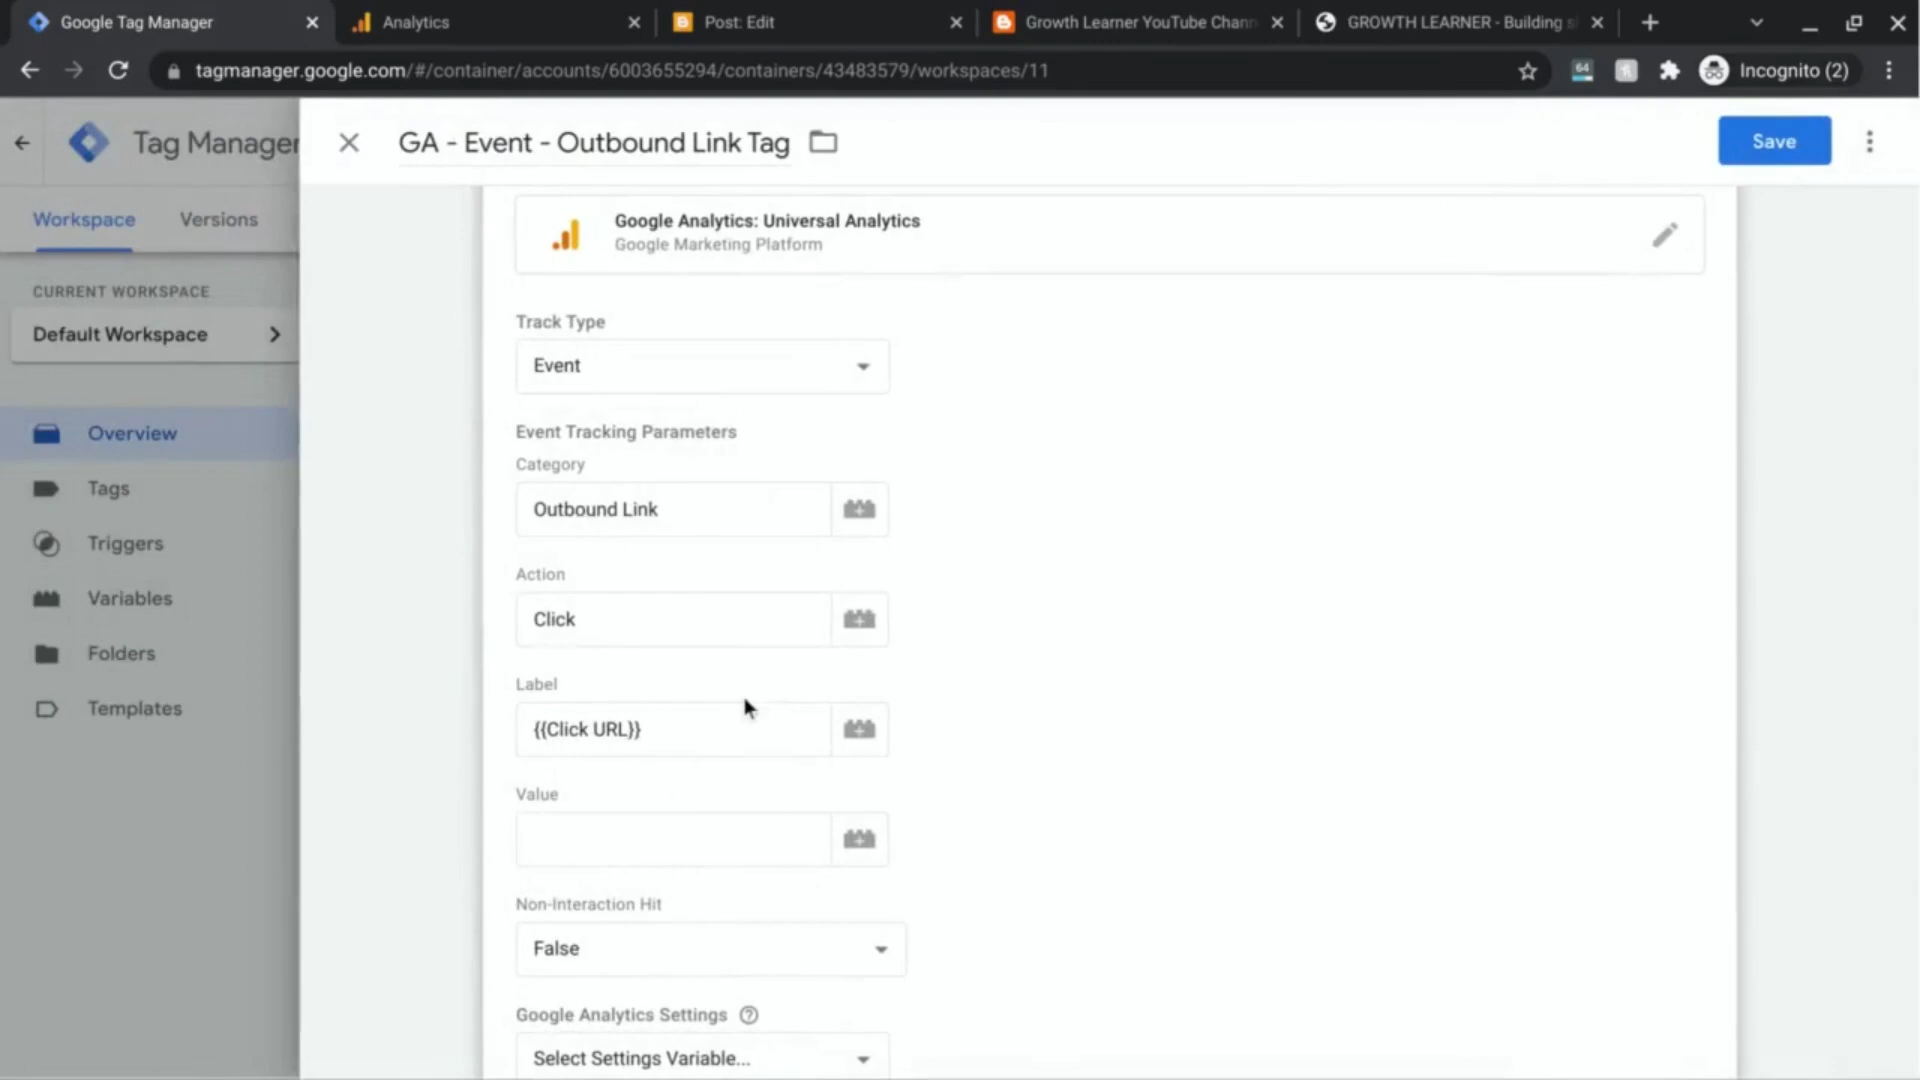 Google Tag Manager
Analytics
Post: Edit
Growth Learner YouTube Chann
GROWTH LEARNER - Building s
tagmanager.google.com/#/container/accounts/6003655294/containers/43483579/workspaces/11
64
Incognito (2)
Tag Manager
GA - Event - Outbound Link Tag
Save
Workspace
Versions
CURRENT WORKSPACE
Default Workspace
Overview
Tags
Triggers
Variables
Folders
Templates
Google Analytics: Universal Analytics
Google Marketing Platform
Track Type
Event
Event Tracking Parameters
Category
Outbound Link
Action
Click
Label
{{Click URL}}
Value
Non-Interaction Hit
False
Google Analytics Settings
Select Settings Variable...